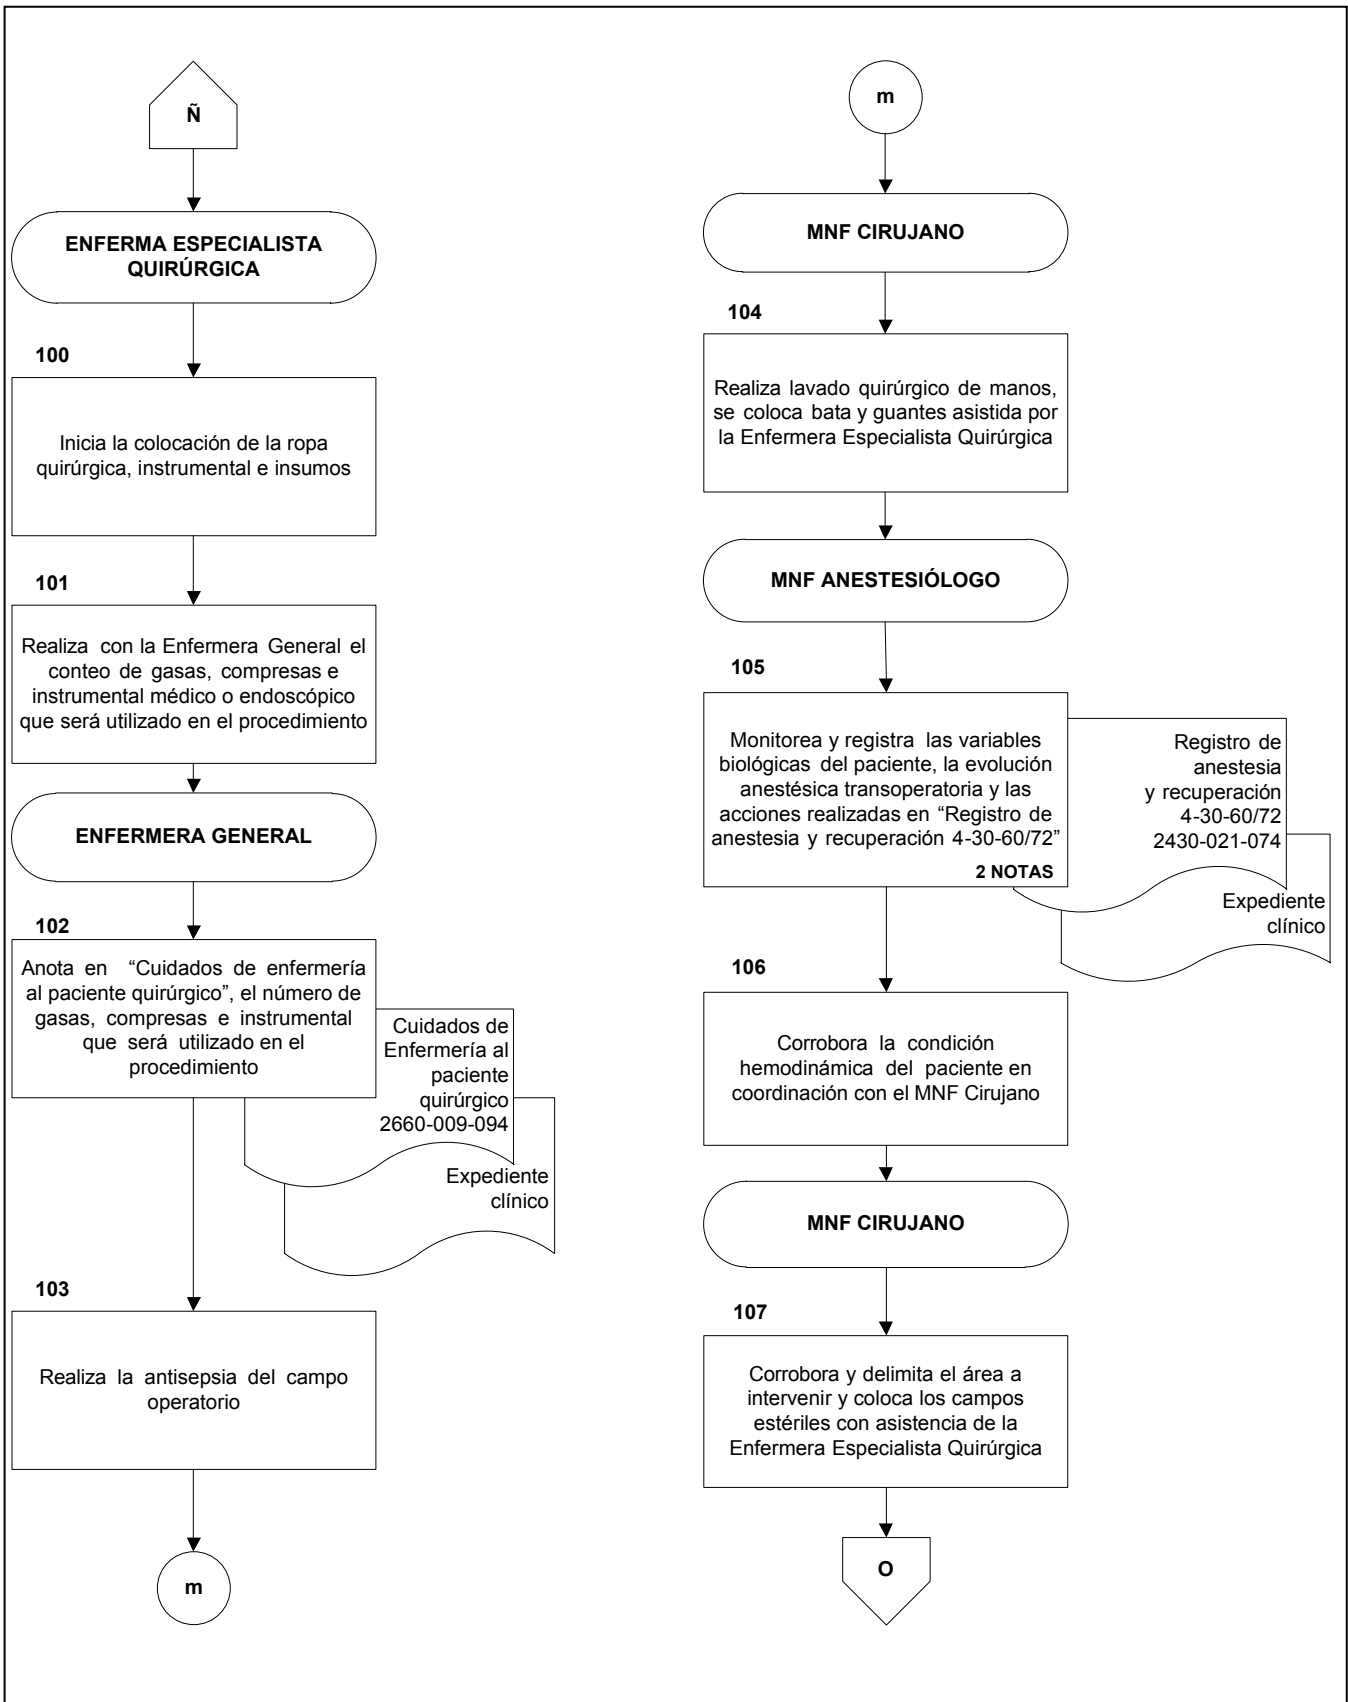 Ñ
ENFERMA ESPECIALISTA
QUIRÚRGICA
100
Inicia la colocación de la ropa
quirúrgica, instrumental e insumos
101
Realiza con la Enfermera General el
conteo de gasas, compresas e
instrumental médico o endoscópico
que será utilizado en el procedimiento
ENFERMERA GENERAL
102
Anota en “Cuidados de enfermería
al paciente quirúrgico”, el número de
gasas, compresas e instrumental
que será utilizado en el
procedimiento
Cuidados de
Enfermería al
paciente
quirúrgico
2660-009-094
Expediente
clínico
103
Realiza la antisepsia del campo
operatorio
m
m
MNF CIRUJANO
104
Realiza lavado quirúrgico de manos,
se coloca bata y guantes asistida por
la Enfermera Especialista Quirúrgica
MNF ANESTESIÓLOGO
105
Monitorea y registra las variables
biológicas del paciente, la evolución
anestésica transoperatoria y las
acciones realizadas en “Registro de
anestesia y recuperación 4-30-60/72”
2 NOTAS
Registro de
anestesia
y recuperación
4-30-60/72
2430-021-074
Expediente
clínico
106
Corrobora la condición
hemodinámica del paciente en
coordinación con el MNF Cirujano
MNF CIRUJANO
107
Corrobora y delimita el área a
intervenir y coloca los campos
estériles con asistencia de la
Enfermera Especialista Quirúrgica
O